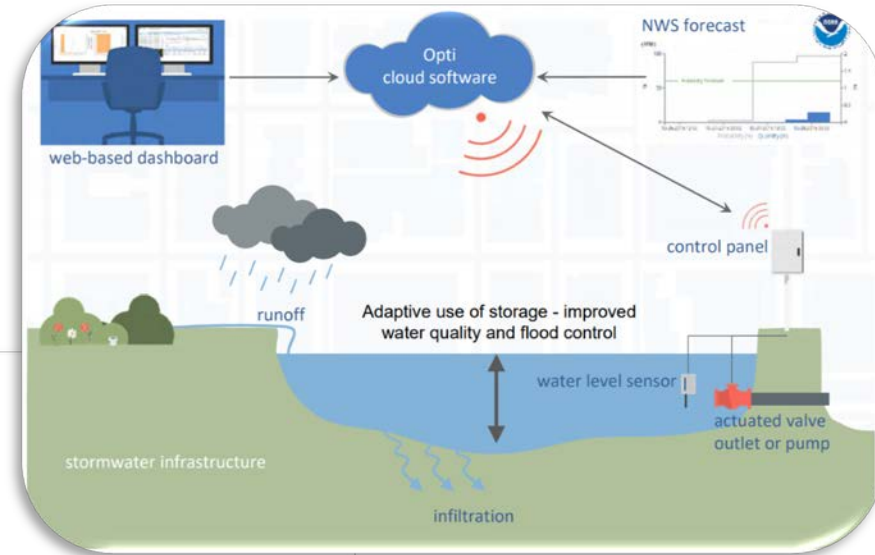 Opti
cloud software
NWS forecast
web-based dashboard
control panel
runoff
Adaptive use of storage - improved
water quality and flood control
water level sensor
actuated valve
outlet or pump
stormwater infrastructure
infiltration